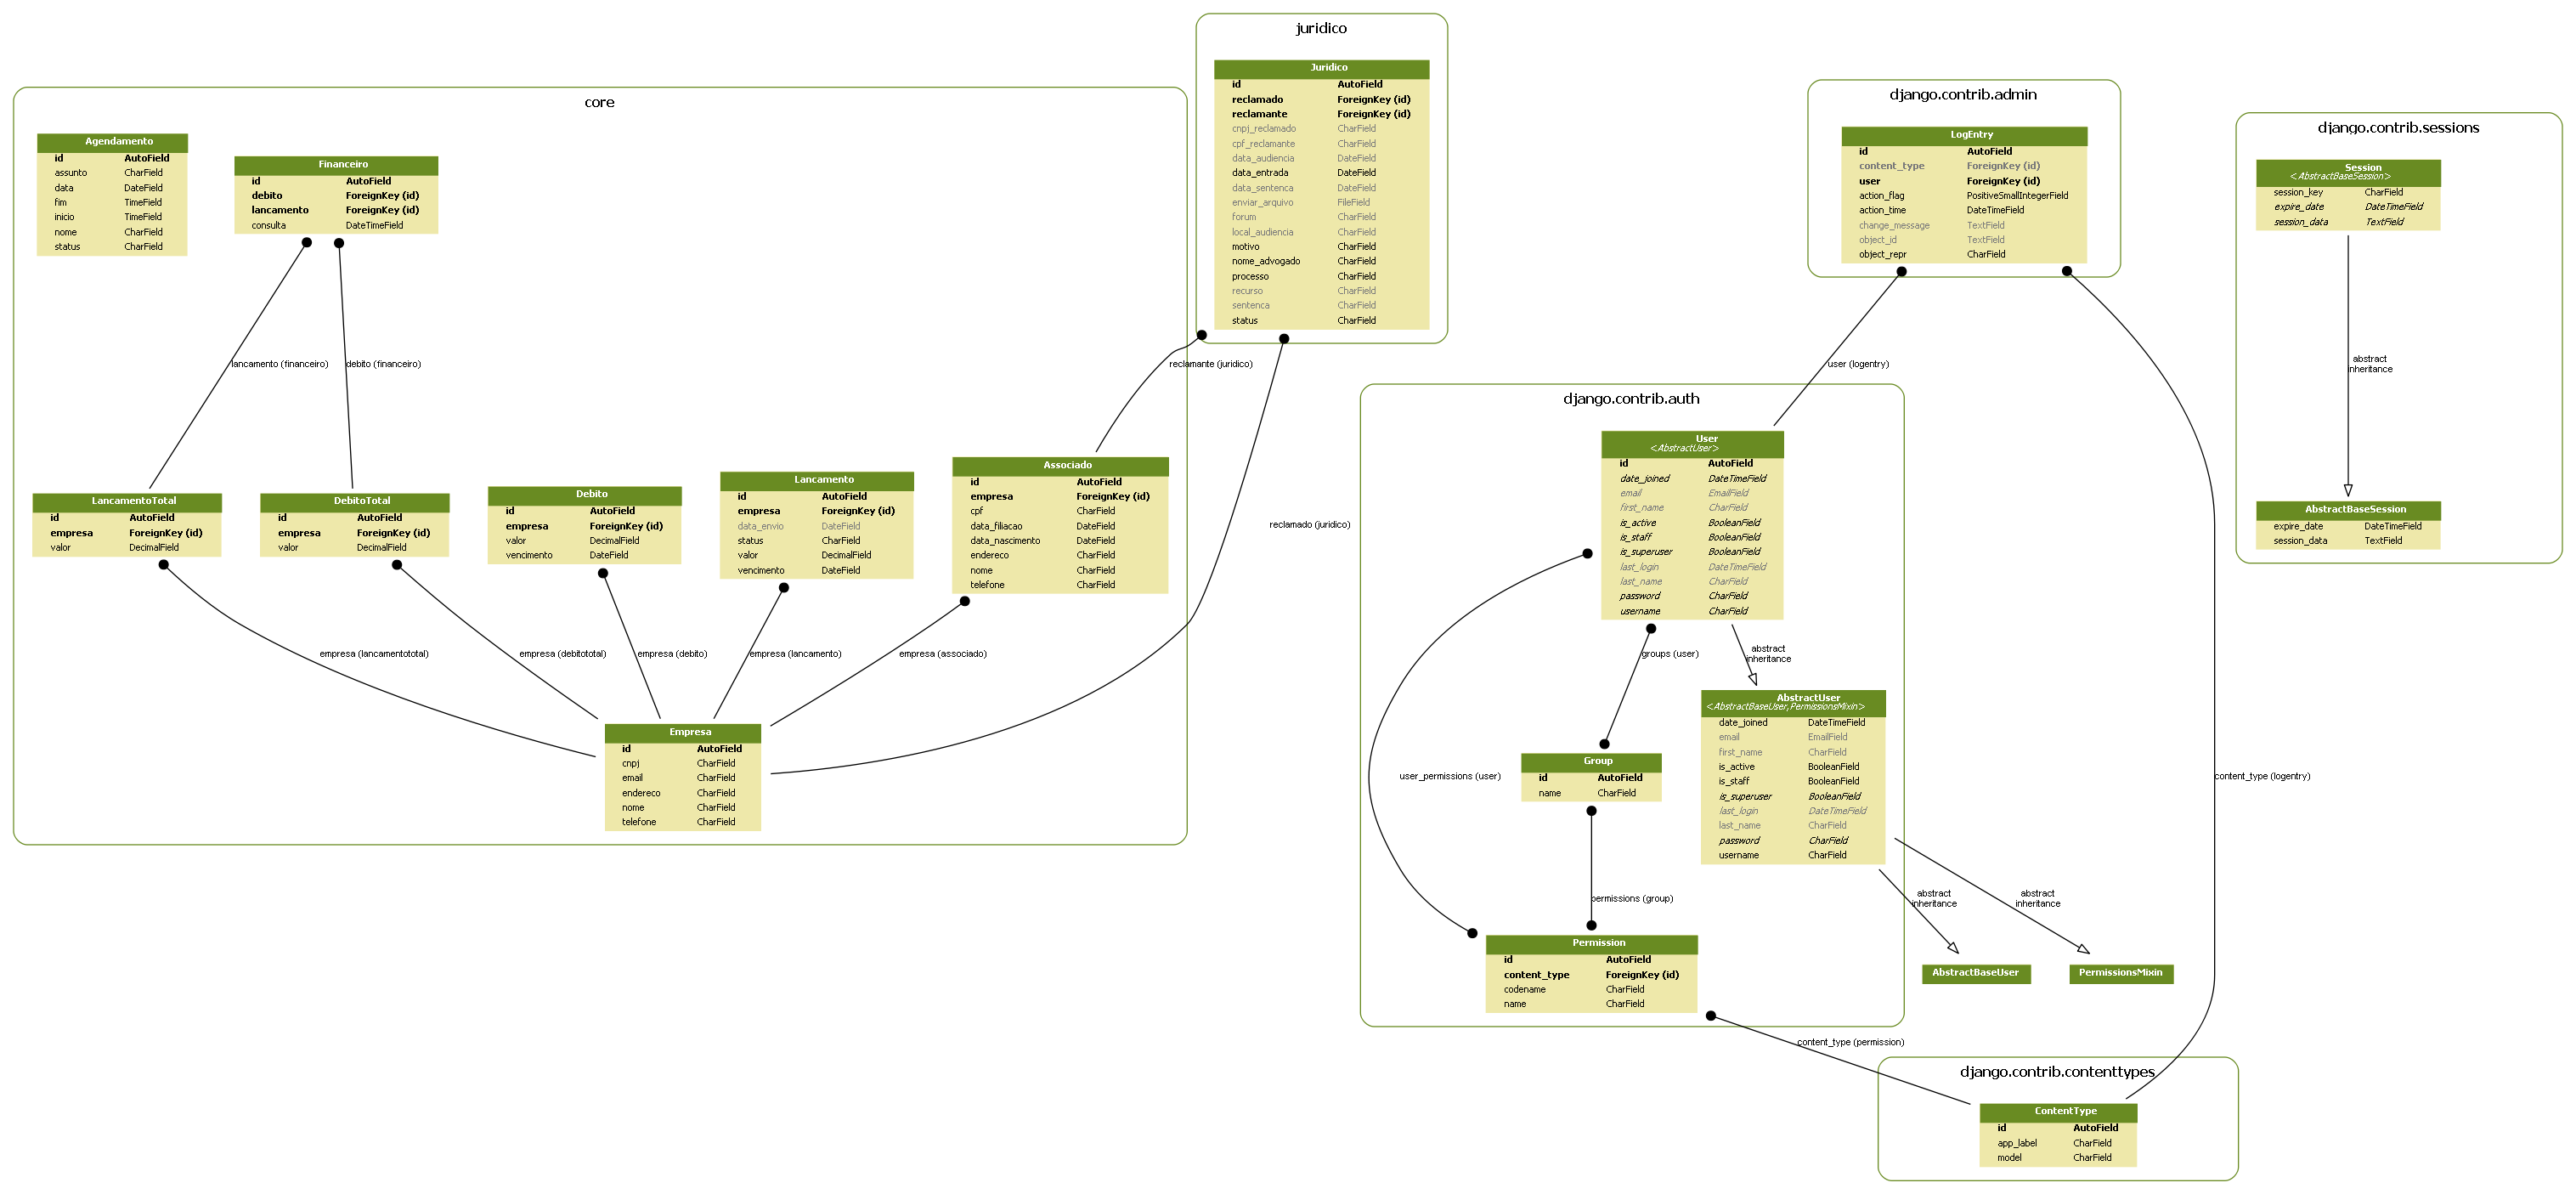 juridico
Juridico
id AutoField
reclamado ForeignKey (id)
reclamante ForeignKey (id)
cnpj_reclamado CharField
cpf_reclamante CharField
data_audiencia DateField
data_entrada DateField
data_sentenca DateField
enviar_arquivo FileField
forum CharField
local_audiencia CharField
motivo CharField
nome_advogado CharField
processo CharField
recurso CharField
sentenca CharField
status CharField
core
Agendamento
id AutoField
assunto CharField
data DateField
fim TimeField
inicio TimeField
nome CharField
status CharField
Financeiro
id AutoField
debito ForeignKey (id)
lancamento ForeignKey (id)
consulta DateTimeField
lancamento (financeiro)
debito (financeiro)
reclamante (juridico)
reclamado (juridico)
LancamentoTotal
id AutoField
empresa ForeignKey (id)
valor DecimalField
DebitoTotal
id AutoField
empresa ForeignKey (id)
valor DecimalField
Debito
id AutoField
empresa ForeignKey (id)
valor DecimalField
vencimento DateField
Lancamento
id AutoField
empresa ForeignKey (id)
data_envio DateField
status CharField
valor DecimalField
vencimento DateField
Associado
id AutoField
empresa ForeignKey (id)
cpf CharField
data_filiacao DateField
data_nascimento DateField
endereco CharField
nome CharField
telefone CharField
empresa (lancamentototal)
empresa (debitototal)
empresa (debito)
empresa (lancamento)
empresa (associado)
Empresa
id AutoField
cnpj CharField
email CharField
endereco CharField
nome CharField
telefone CharField
django.contrib.admin
LogEntry
id AutoField
content_type ForeignKey (id)
user ForeignKey (id)
action_flag PositiveSmallIntegerField
action_time DateTimeField
change_message TextField
object_id TextField
object_repr CharField
user (logentry)
content_type (logentry)
django.contrib.sessions
Session
<AbstractBaseSession>
session_key CharField
expire_date DateTimeField
session_data TextField
abstract
inheritance
AbstractBaseSession
expire_date DateTimeField
session_data TextField
django.contrib.auth
User
<AbstractUser>
id AutoField
date_joined DateTimeField
email EmailField
first_name CharField
is_active BooleanField
is_staff BooleanField
is_superuser BooleanField
last_login DateTimeField
last_name CharField
password CharField
username CharField
groups (user)
abstract
inheritance
user_permissions (user)
AbstractUser
<AbstractBaseUser,PermissionsMixin>
date_joined DateTimeField
email EmailField
first_name CharField
is_active BooleanField
is_staff BooleanField
is_superuser BooleanField
last_login DateTimeField
last_name CharField
password CharField
username CharField
Group
id AutoField
name CharField
permissions (group)
abstract
inheritance
abstract
inheritance
Permission
id AutoField
content_type ForeignKey (id)
codename CharField
name CharField
AbstractBaseUser
PermissionsMixin
content_type (permission)
django.contrib.contenttypes
ContentType
id AutoField
app_label CharField
model CharField